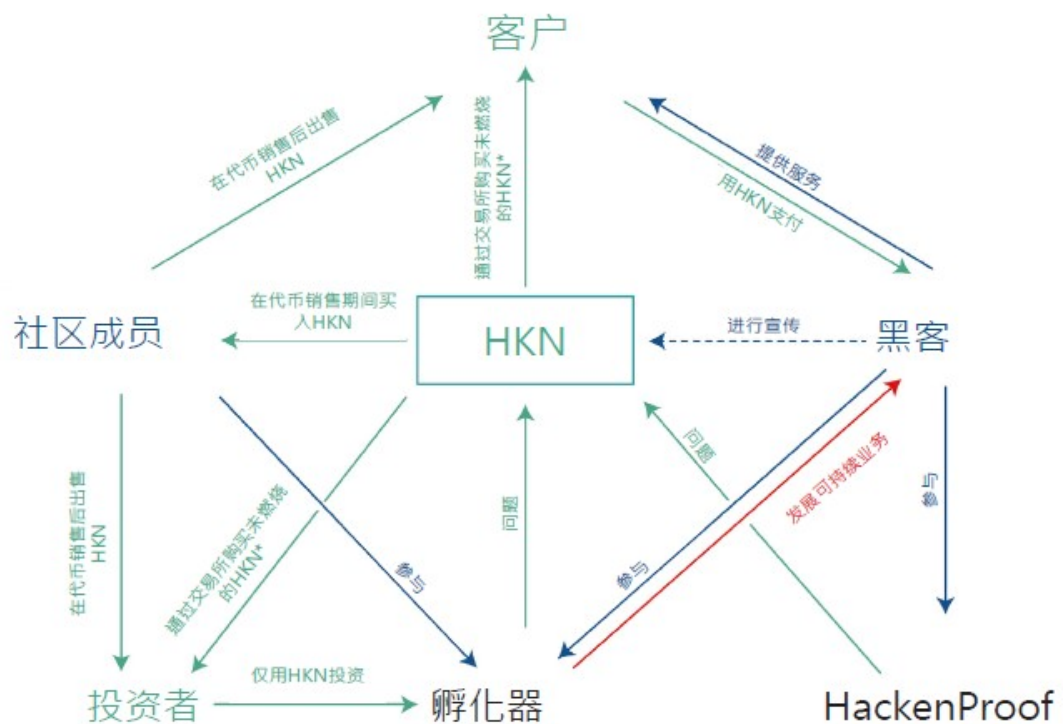 客户
在代币销售后出售
HKN
通过交易所购买未燃烧
的HKN*
提供服务
用HKN支付
社区成员
在代币销售期间买
入HKN
HKN
进行宣传
黑客
在代币销售后出售
HKN
通过交易所购买未燃烧
的HKN*
参与
问题
问题
参与
发展可持续业务
参与
投资者
仅用HKN投资
孵化器
HackenProof